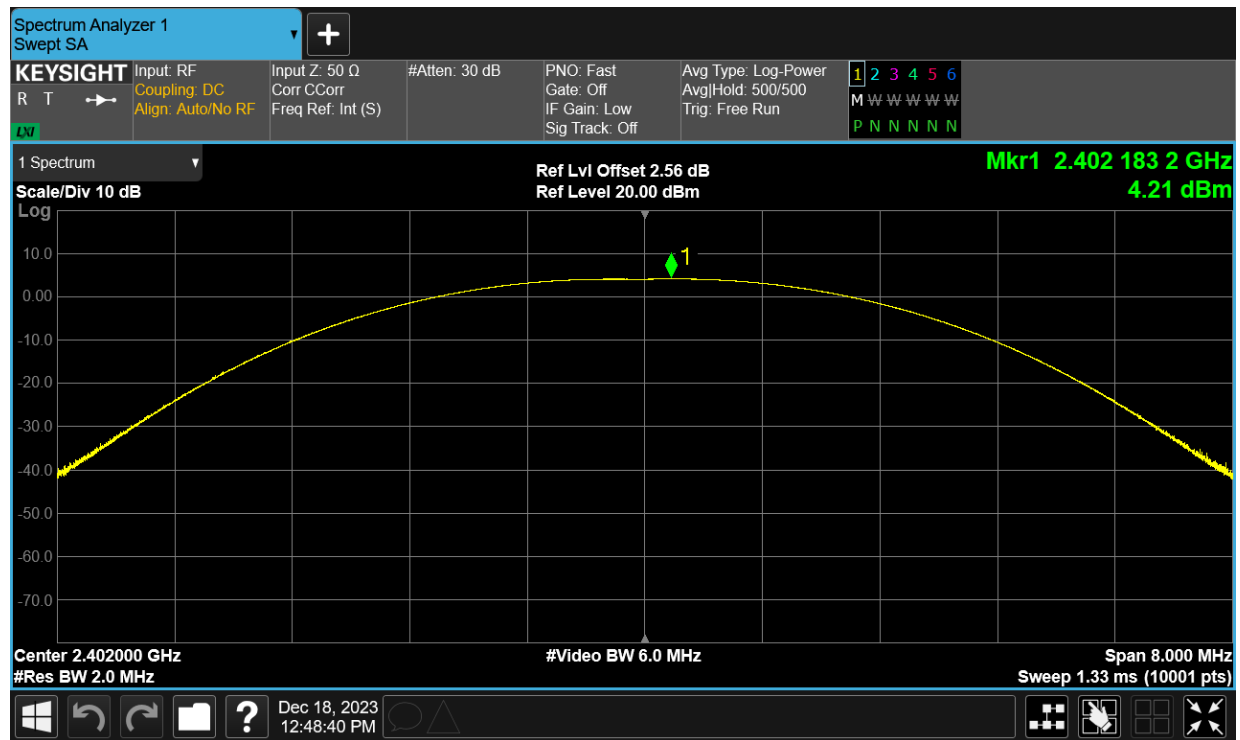 Spectrum Analyzer 1
Swept SA
KEYSIGHT
R T
LXI
Input: RF
Coupling: DC
Align: Auto/No RF
Input Z: 50 Ω
Corr CCorr
Freq Ref: Int (S)
#Atten: 30 dB
PNO: Fast
Gate: Off
IF Gain: Low
Sig Track: Off
Avg Type: Log-Power
Avg|Hold: 500/500
Trig: Free Run
1 2 3 4 5 6
M W W W W W
P N N N N N
1 Spectrum
Scale/Div 10 dB
Log
Ref Lvl Offset 2.56 dB
Ref Level 20.00 dBm
Mkr1 2.402 183 2 GHz
4.21 dBm
1
10.0
0.00
-10.0
-20.0
-30.0
-40.0
-50.0
-60.0
-70.0
Center 2.402000 GHz
#Res BW 2.0 MHz
#Video BW 6.0 MHz
Span 8.000 MHz
Sweep 1.33 ms (10001 pts)
?
Dec 18, 2023
12:48:40 PM